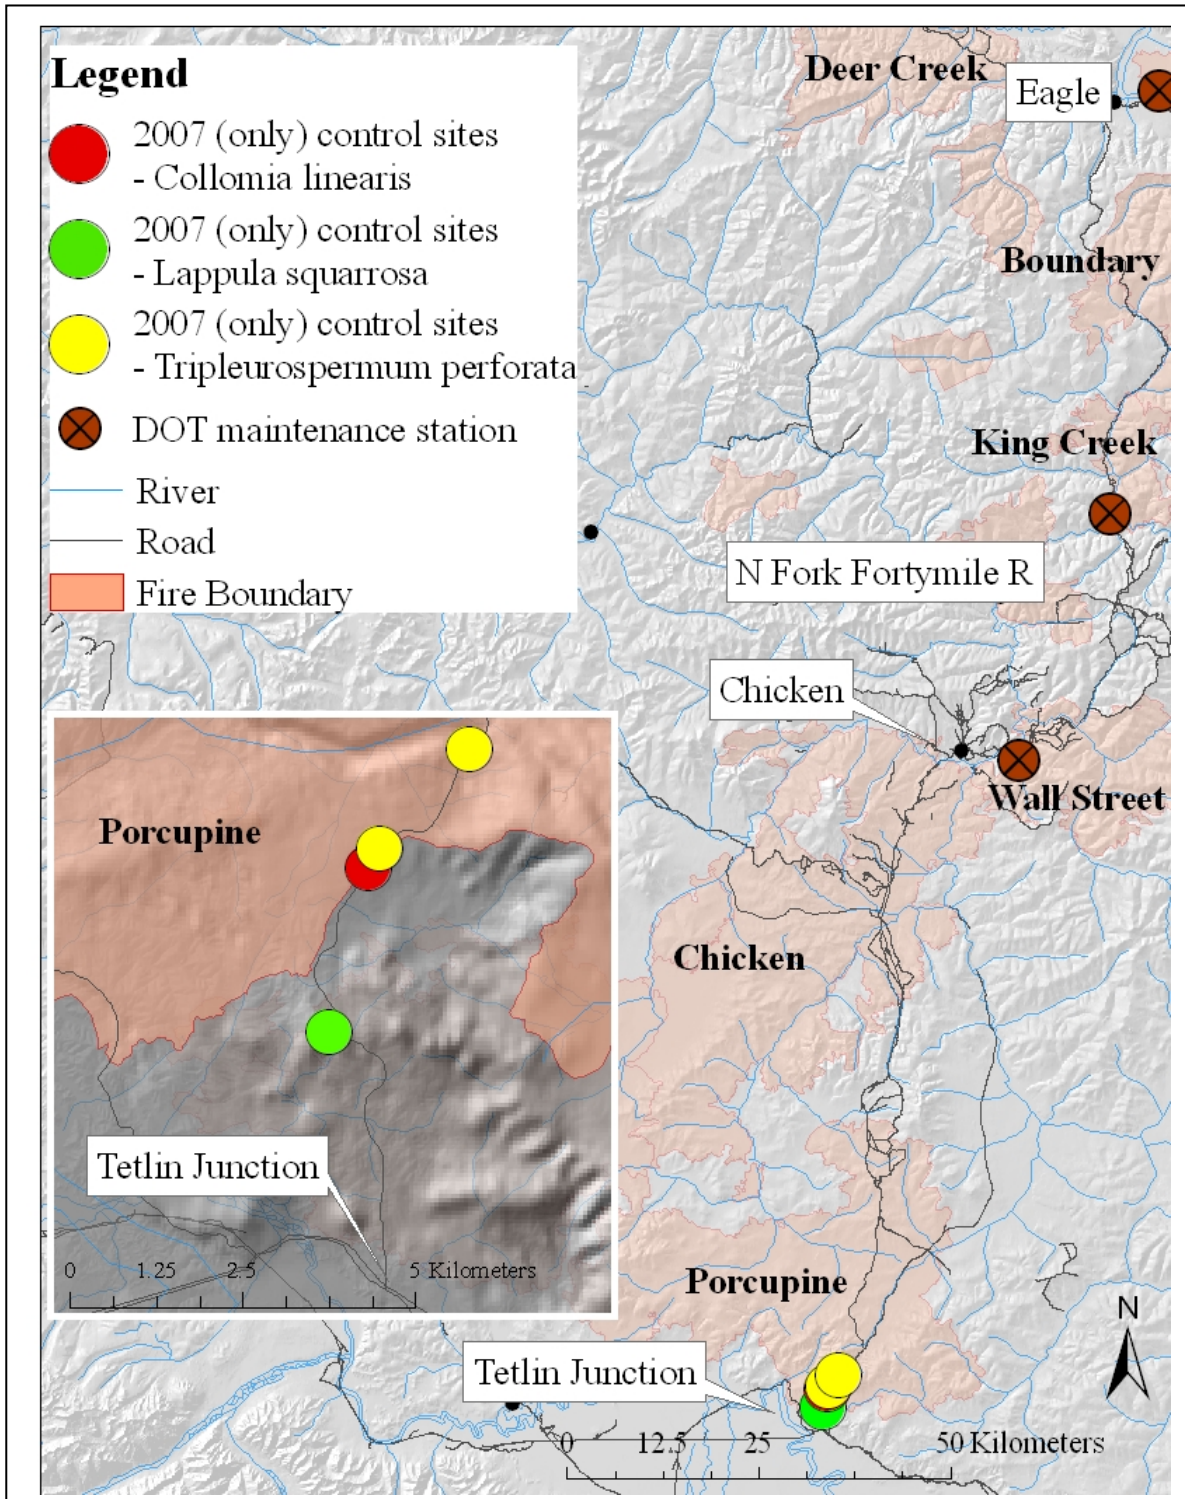 Legend
2007 (only) control sites
- Collomia linearis
2007 (only) control sites
- Lappula squarrosa
2007 (only) control sites
- Tripleurospermum perforata
DOT maintenance station
River
Road
Fire Boundary
Deer Creek
Eagle
Boundary
King Creek
N Fork Fortymile R
Chicken
Wall Street
Chicken
Porcupine
Tetlin Junction
N
0 12.5 25 50 Kilometers
Porcupine
Tetlin Junction
0 1.25 2.5 5 Kilometers